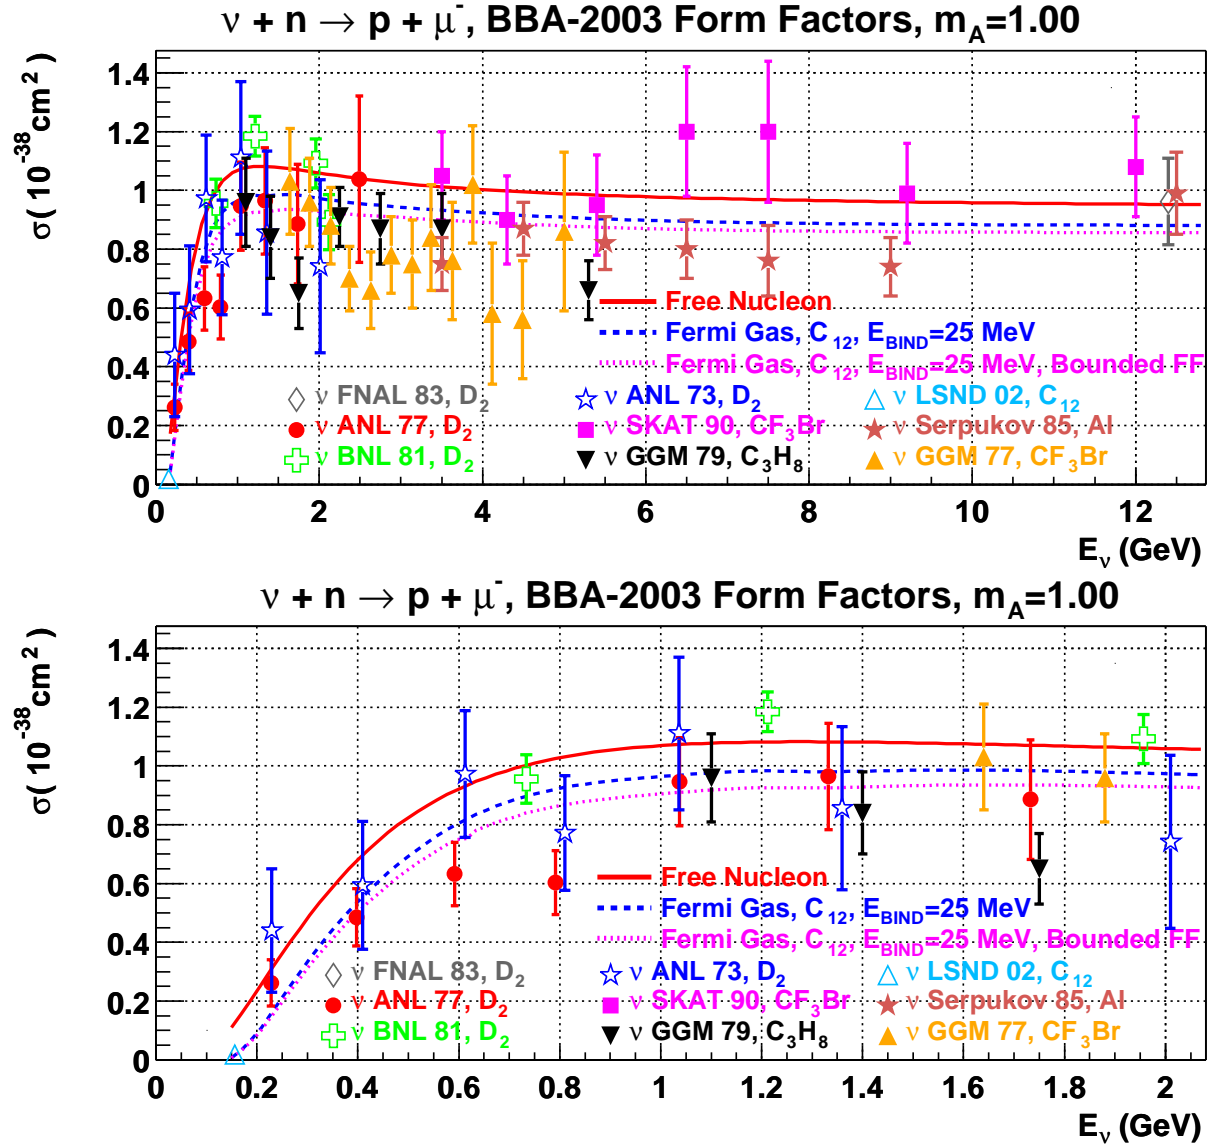 ν + n → p + μ⁻, BBA-2003 Form Factors, m_A=1.00
σ( 10⁻³⁸cm² )
1.4
1.2
1
0.8
0.6
0.4
0.2
0
Free Nucleon
Fermi Gas, C₁₂, E_BIND=25 MeV
Fermi Gas, C₁₂, E_BIND=25 MeV, Bounded FF
ν FNAL 83, D₂ ν ANL 73, D₂ ν LSND 02, C₁₂
ν ANL 77, D₂ ν SKAT 90, CF₃Br ν Serpukov 85, Al
ν BNL 81, D₂ ν GGM 79, C₃H₈ ν GGM 77, CF₃Br
0 2 4 6 8 10 12
E_ν (GeV)
ν + n → p + μ⁻, BBA-2003 Form Factors, m_A=1.00
σ( 10⁻³⁸cm² )
1.4
1.2
1
0.8
0.6
0.4
0.2
0
Free Nucleon
Fermi Gas, C₁₂, E_BIND=25 MeV
Fermi Gas, C₁₂, E_BIND=25 MeV, Bounded FF
ν FNAL 83, D₂ ν ANL 73, D₂ ν LSND 02, C₁₂
ν ANL 77, D₂ ν SKAT 90, CF₃Br ν Serpukov 85, Al
ν BNL 81, D₂ ν GGM 79, C₃H₈ ν GGM 77, CF₃Br
0 0.2 0.4 0.6 0.8 1 1.2 1.4 1.6 1.8 2
E_ν (GeV)